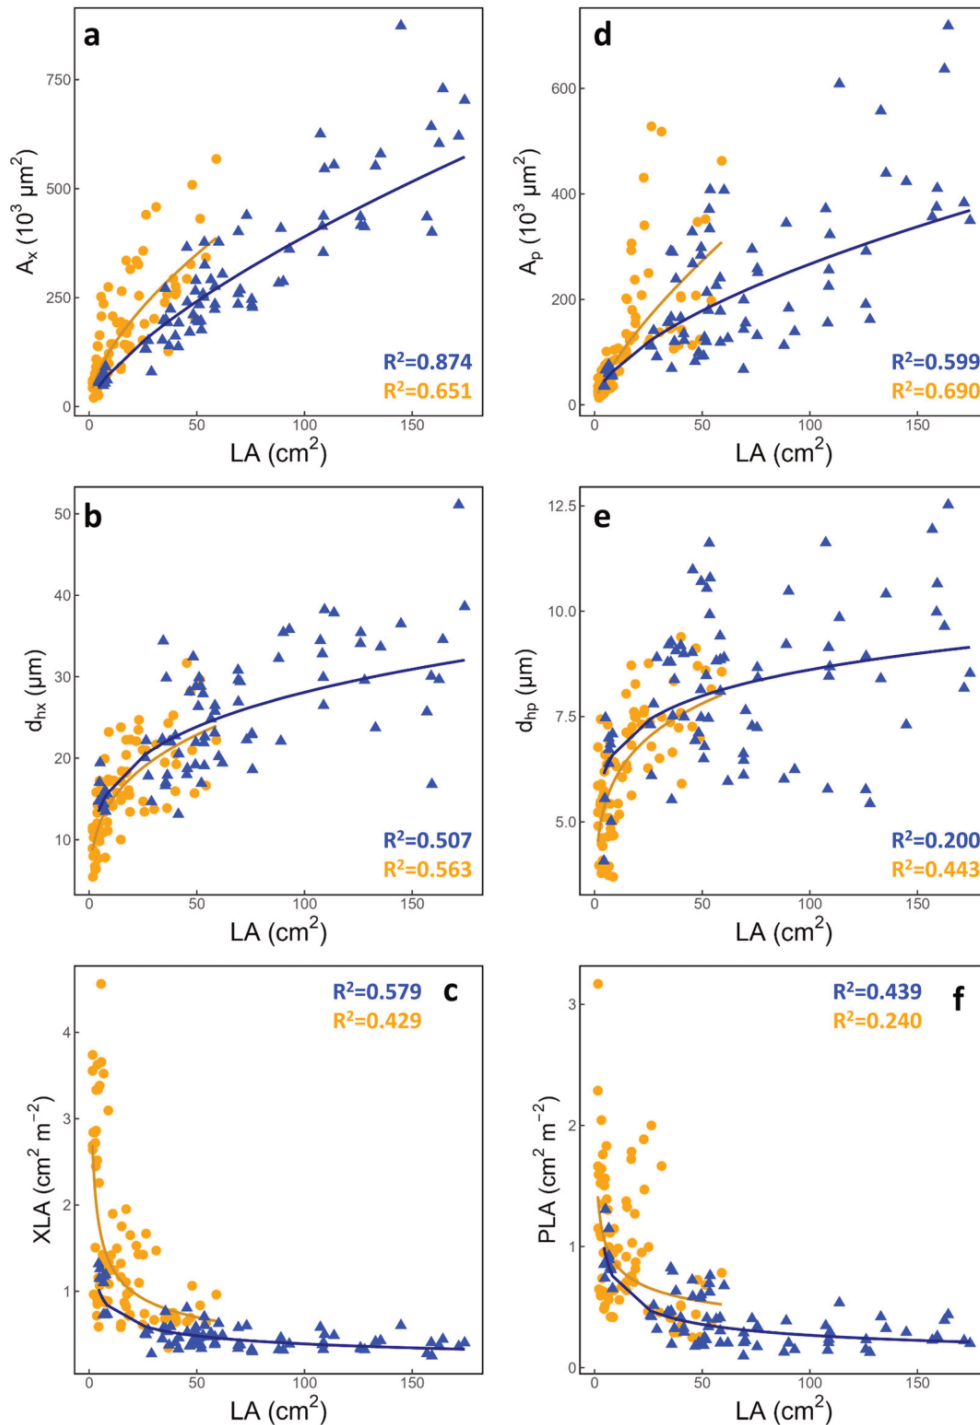 a
A_x (10³ µm²)
750
500
250
0
0 50 100 150
LA (cm²)
R²=0.874
R²=0.651
d
A_p (10³ µm²)
600
400
200
0
0 50 100 150
LA (cm²)
R²=0.599
R²=0.690
b
d_hx (µm)
50
40
30
20
10
0 50 100 150
LA (cm²)
R²=0.507
R²=0.563
e
d_hp (µm)
12.5
10.0
7.5
5.0
0 50 100 150
LA (cm²)
R²=0.200
R²=0.443
c
XLA (cm² m⁻²)
4
3
2
1
0 50 100 150
LA (cm²)
R²=0.579
R²=0.429
f
PLA (cm² m⁻²)
3
2
1
0
0 50 100 150
LA (cm²)
R²=0.439
R²=0.240